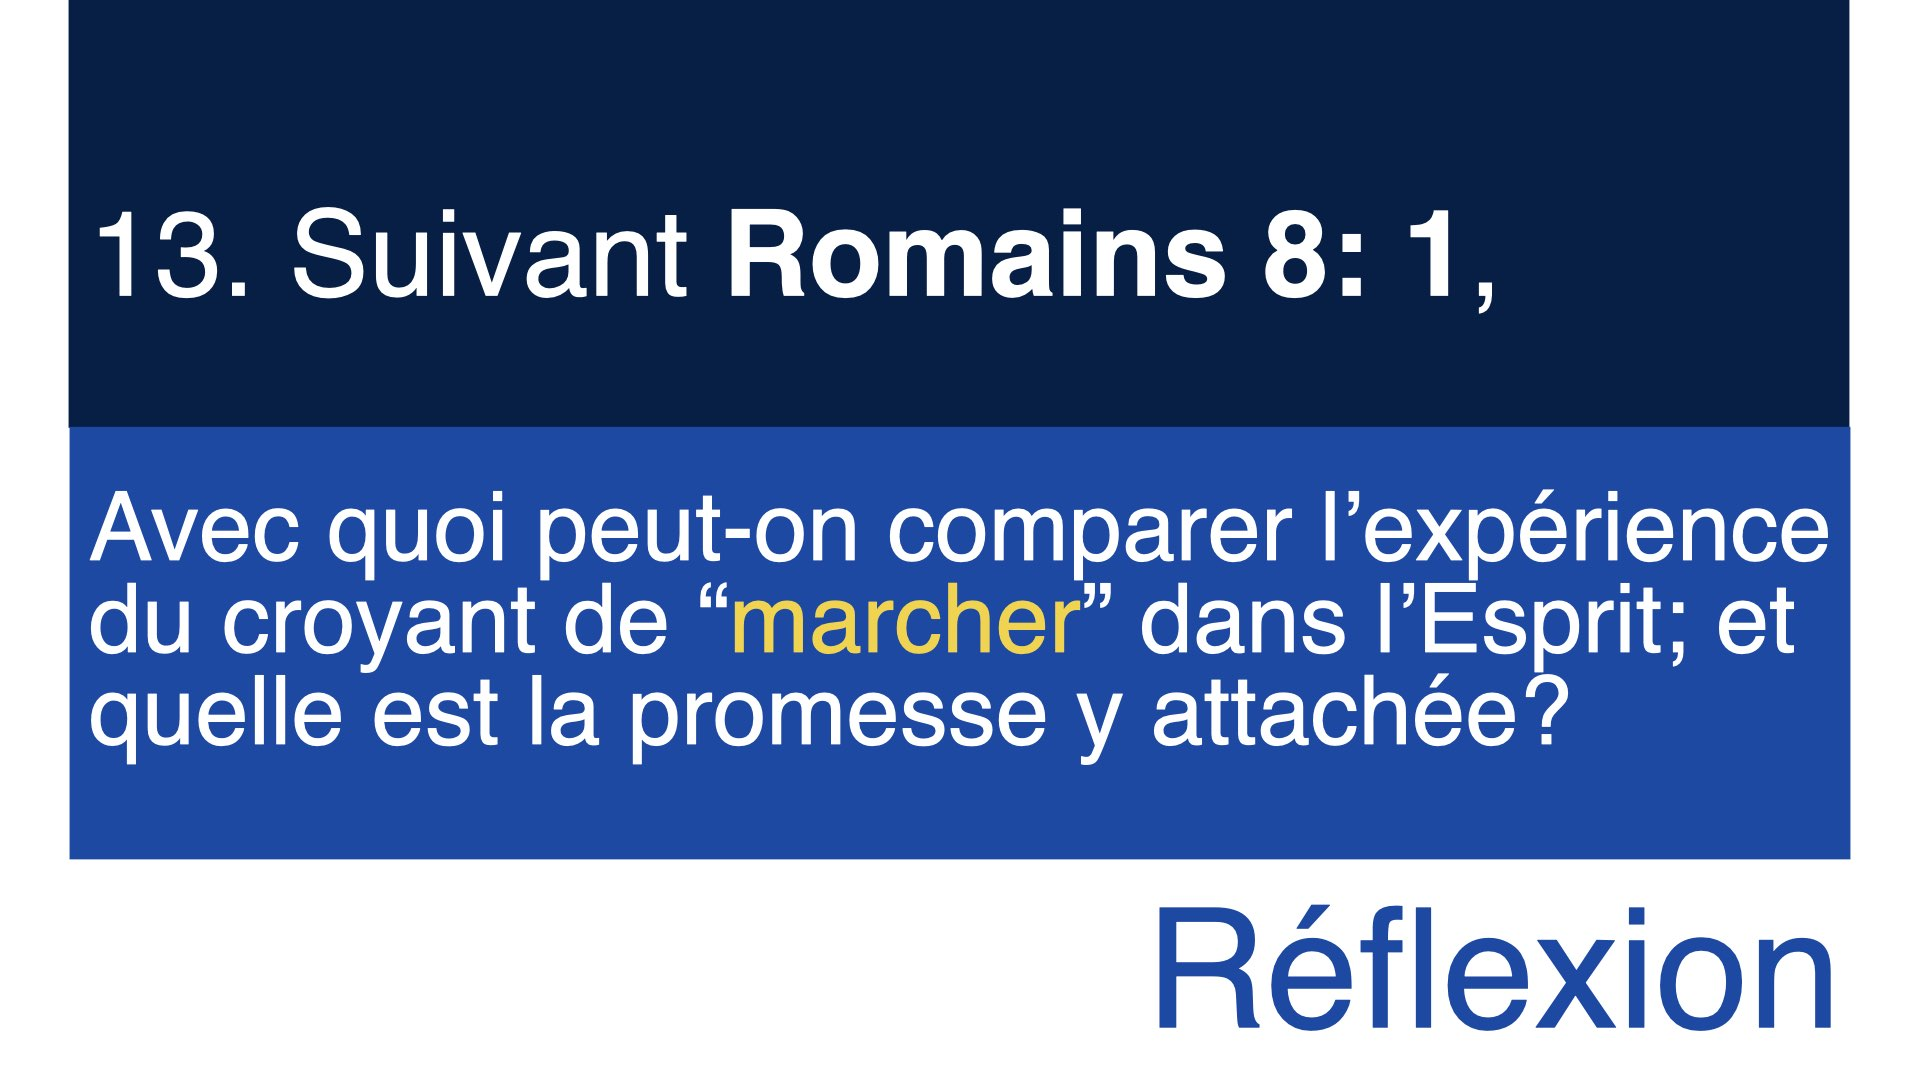 13. Suivant Romains 8: 1,
Avec quoi peut-on comparer l’expérience
du croyant de “marcher” dans l’Esprit; et
quelle est la promesse y attachée?
Réflexion